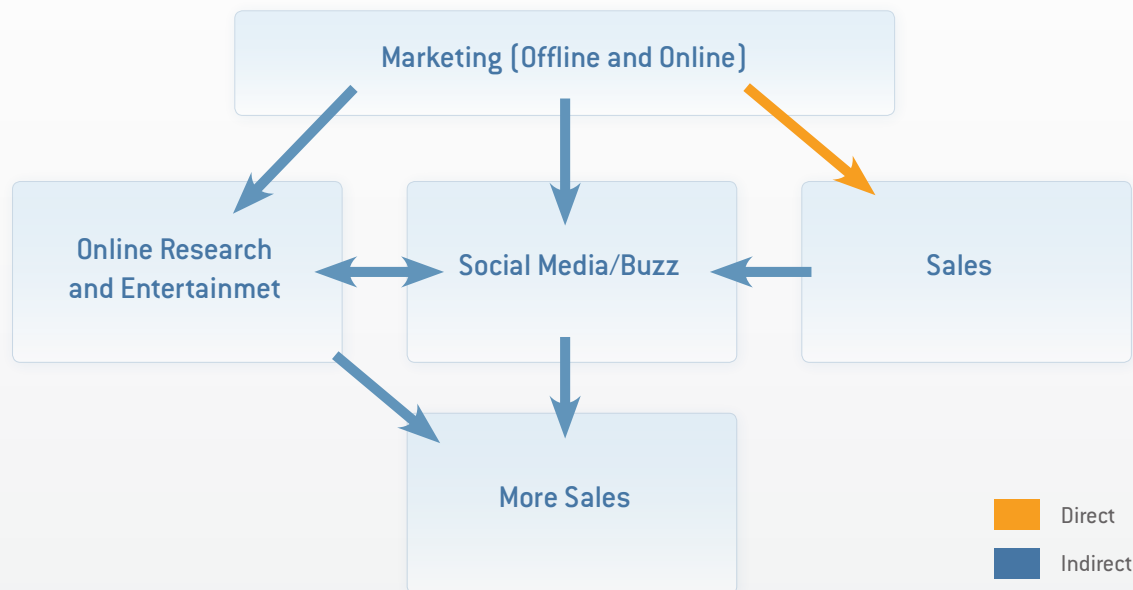 Marketing (Offline and Online)
Online Research
and Entertainmet
Social Media/Buzz
Sales
More Sales
Direct
Indirect